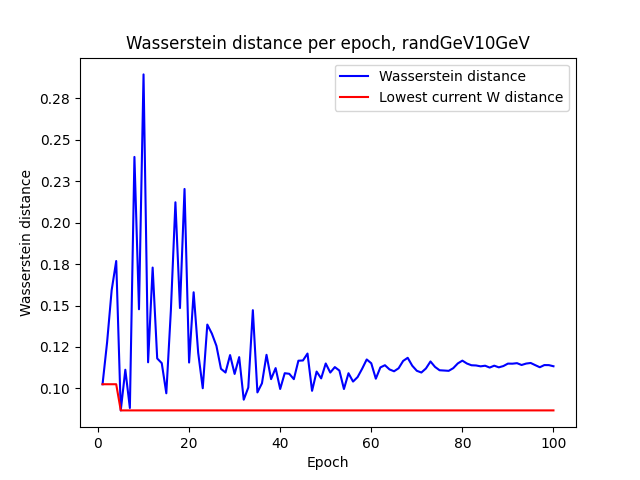 Wasserstein distance per epoch, randGeV10GeV
Wasserstein distance
Lowest current W distance
0.28
0.25
0.23
0.20
0.18
0.15
0.12
0.10
Wasserstein distance
0 20 40 60 80 100
Epoch